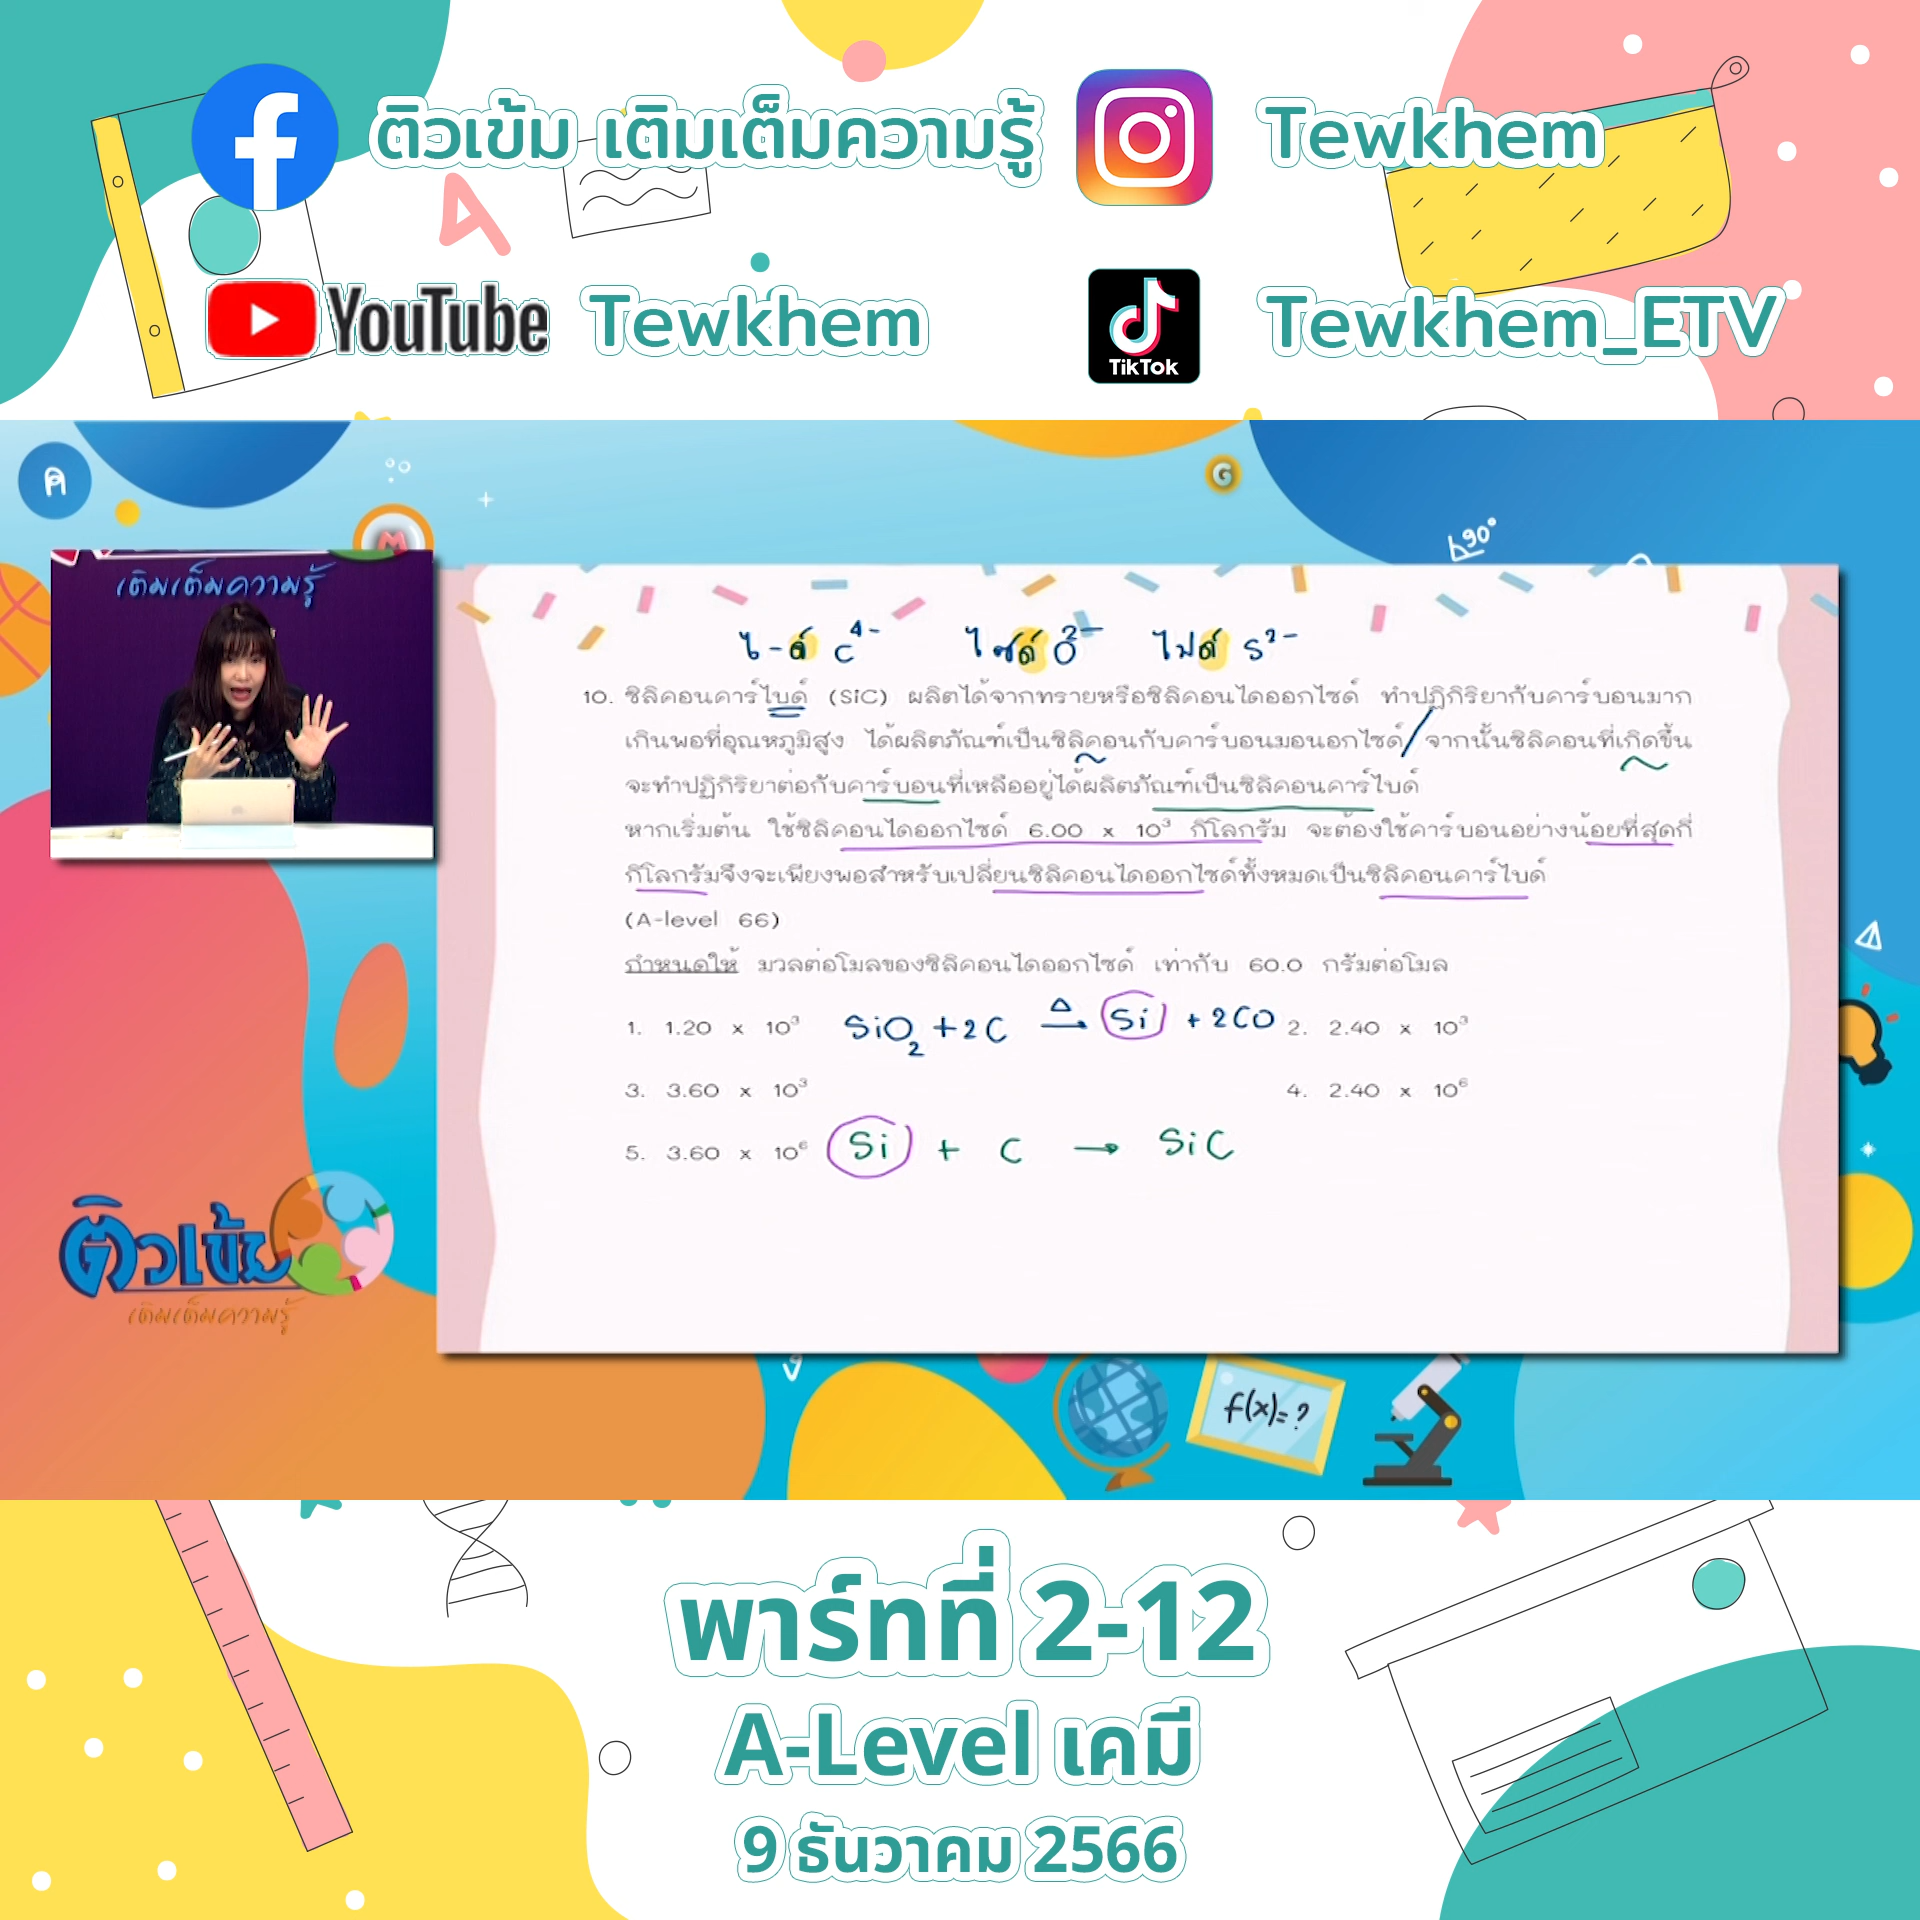 ติวเข้ม เติมเต็มความรู้
Tewkhem
YouTube Tewkhem
TikTok
Tewkhem_ETV
ค
M
G
90°
เติมเต็มความรู้
ไ-ด์ C⁴⁻ ไซด์ O²⁻ ไฟด์ S²⁻
10. ซิลิคอนคาร์ไบด์ (SiC) ผลิตได้จากทรายหรือซิลิคอนไดออกไซด์ ทำปฏิกิริยากับคาร์บอนมาก
เกินพอที่อุณหภูมิสูง ได้ผลิตภัณฑ์เป็นซิลิคอนกับคาร์บอนมอนอกไซด์ จากนั้นซิลิคอนที่เกิดขึ้น
จะทำปฏิกิริยาต่อกับคาร์บอนที่เหลืออยู่ได้ผลิตภัณฑ์เป็นซิลิคอนคาร์ไบด์
หากเริ่มต้น ใช้ซิลิคอนไดออกไซด์ 6.00 x 10³ กิโลกรัม จะต้องใช้คาร์บอนอย่างน้อยที่สุดกี่
กิโลกรัมจึงจะเพียงพอสำหรับเปลี่ยนซิลิคอนไดออกไซด์ทั้งหมดเป็นซิลิคอนคาร์ไบด์
(A-level 66)
กำหนดให้ มวลต่อโมลของซิลิคอนไดออกไซด์ เท่ากับ 60.0 กรัมต่อโมล
1. 1.20 x 10³ SiO₂ + 2C →(Δ) Si + 2CO 2. 2.40 x 10³
3. 3.60 x 10³ 4. 2.40 x 10⁶
5. 3.60 x 10⁶ Si + C → SiC
ติวเข้ม
เติมเต็มความรู้
f(x)=?
พาร์ทที่ 2-12
A-Level เคมี
9 ธันวาคม 2566